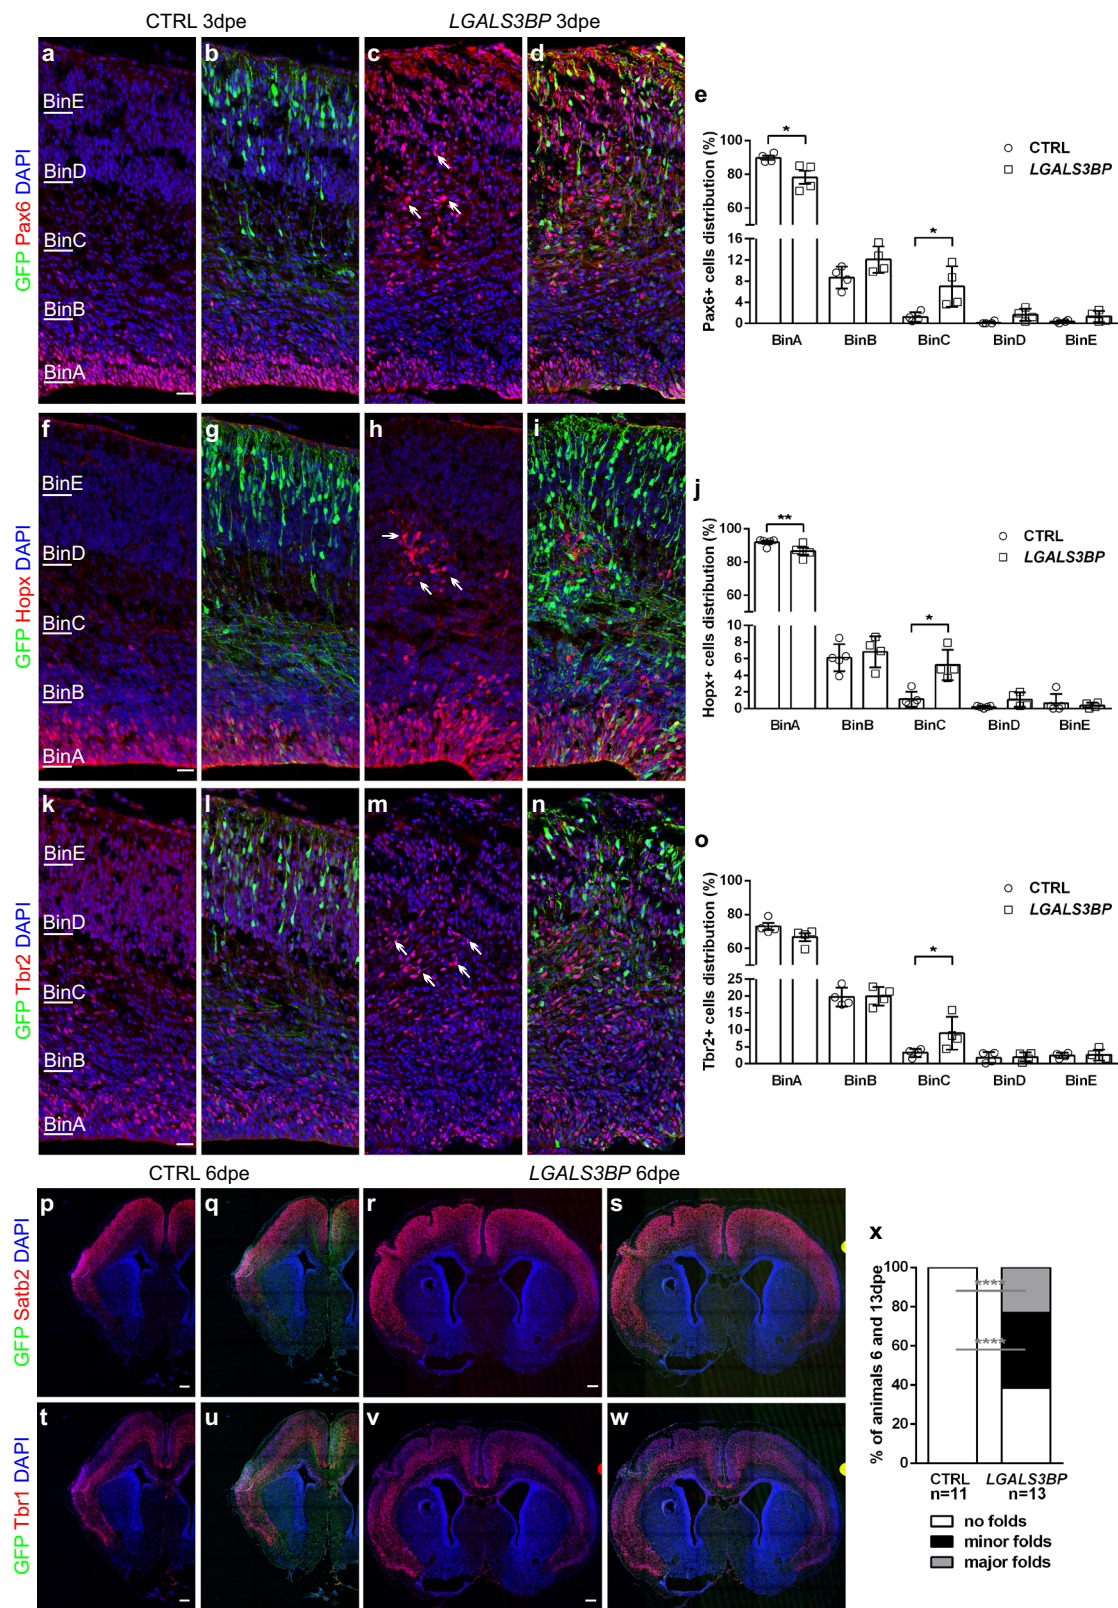 CTRL 3dpe
LGALS3BP 3dpe
a
b
c
d
GFP Pax6 DAPI
BinE
BinD
BinC
BinB
BinA
e
Pax6+ cells distribution (%)
100
80
60
16
12
8
4
0
*
*
CTRL
LGALS3BP
BinA BinB BinC BinD BinE
f
g
h
i
GFP Hopx DAPI
BinE
BinD
BinC
BinB
BinA
j
Hopx+ cells distribution (%)
100
80
60
10
8
6
4
2
0
**
*
CTRL
LGALS3BP
BinA BinB BinC BinD BinE
k
l
m
n
GFP Tbr2 DAPI
BinE
BinD
BinC
BinB
BinA
o
Tbr2+ cells distribution (%)
100
80
60
25
20
15
10
5
0
*
CTRL
LGALS3BP
BinA BinB BinC BinD BinE
CTRL 6dpe
LGALS3BP 6dpe
p
q
r
s
GFP Satb2 DAPI
t
u
v
w
GFP Tbr1 DAPI
x
% of animals 6 and 13dpe
100
80
60
40
20
0
****
****
CTRL LGALS3BP
n=11 n=13
no folds
minor folds
major folds